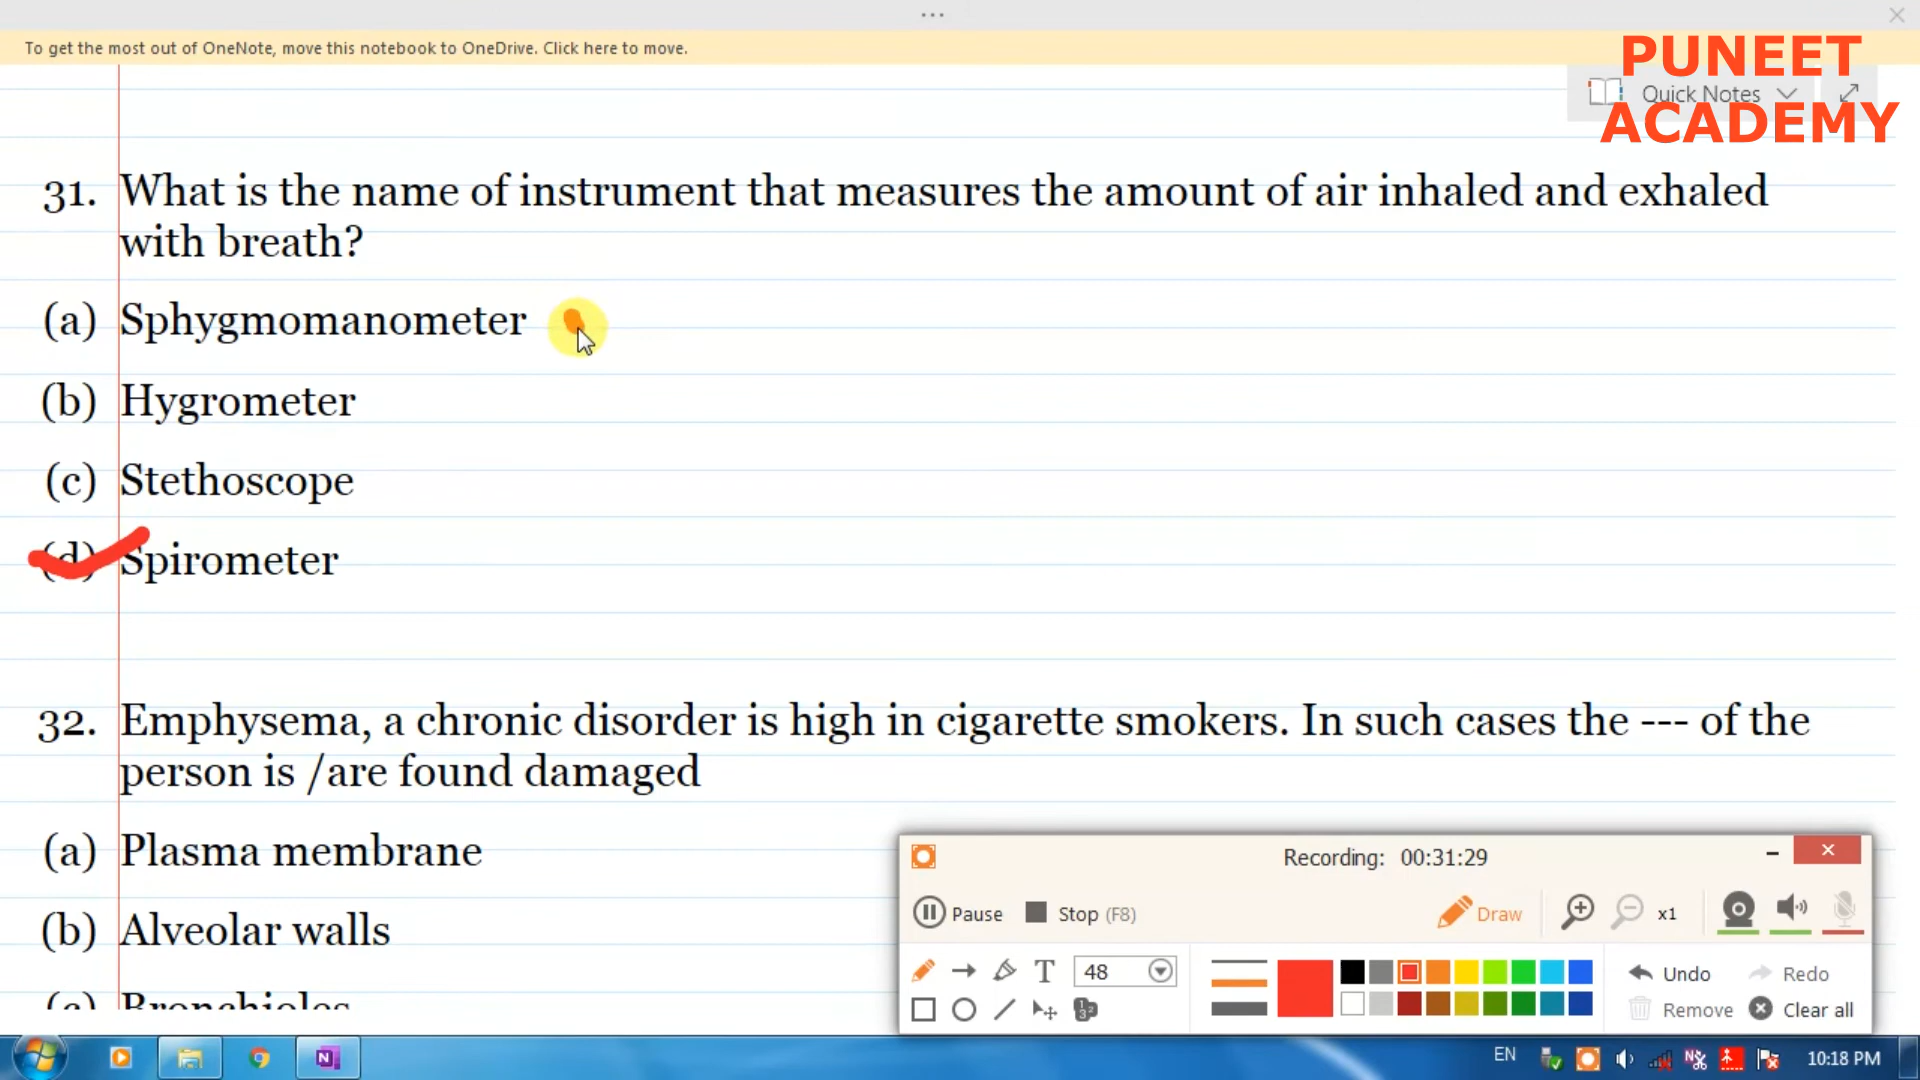 To get the most out of OneNote, move this notebook to OneDrive. Click here to move.
PUNEET
Quick Notes
ACADEMY
31. What is the name of instrument that measures the amount of air inhaled and exhaled
with breath?
(a) Sphygmomanometer
(b) Hygrometer
(c) Stethoscope
(d) Spirometer
32. Emphysema, a chronic disorder is high in cigarette smokers. In such cases the --- of the
person is /are found damaged
(a) Plasma membrane
(b) Alveolar walls
(c) Bronchioles
Recording: 00:31:29
Pause Stop (F8) Draw x1
T 48 Undo Redo
Remove Clear all
EN 10:18 PM